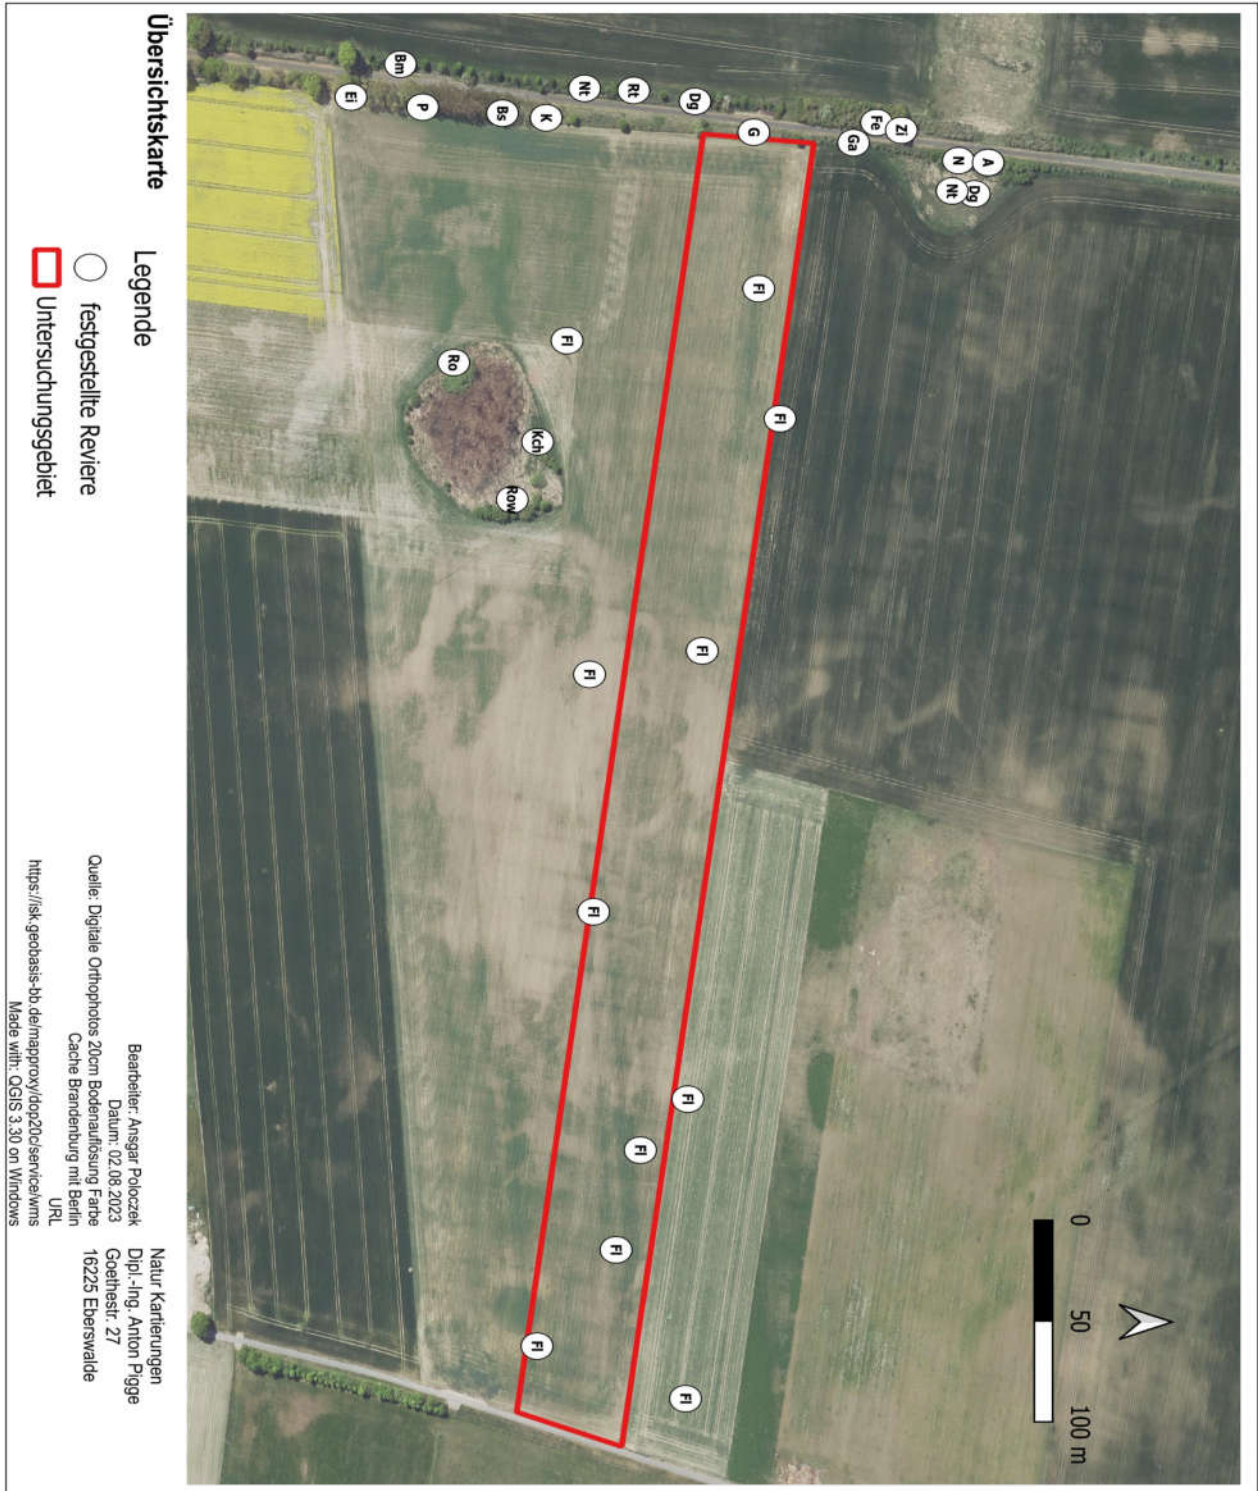 Übersichtskarte
Legende
festgestellte Reviere
Untersuchungsgebiet
Bearbeiter: Ansgar Poloczek
Datum: 02.08.2023
Quelle: Digitale Orthophotos 20cm Bodenauflösung Farbe
Cache Brandenburg mit Berlin
URL
https://isk.geobasis-bb.de/mapproxy/dop20c/service/wms
Made with: QGIS 3.30 on Windows
Natur Kartierungen
Dipl.-Ing. Anton Pigge
Goethestr. 27
16225 Eberswalde
0 50 100 m
A
N
Dg
Nt
Zi
Fe
Ga
G
Dg
Rt
Nt
K
Bs
P
Bm
Ei
Fl
Fl
Fl
Ro
Kch
Row
Fl
Fl
Fl
Fl
Fl
Fl
Fl
Fl